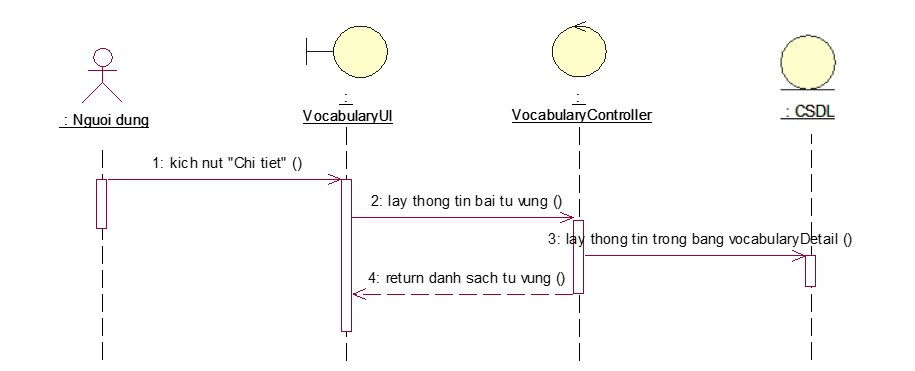 : Nguoi dung
:
VocabularyUI
:
VocabularyController
: CSDL
1: kich nut "Chi tiet" ()
2: lay thong tin bai tu vung ()
3: lay thong tin trong bang vocabularyDetail ()
4: return danh sach tu vung ()